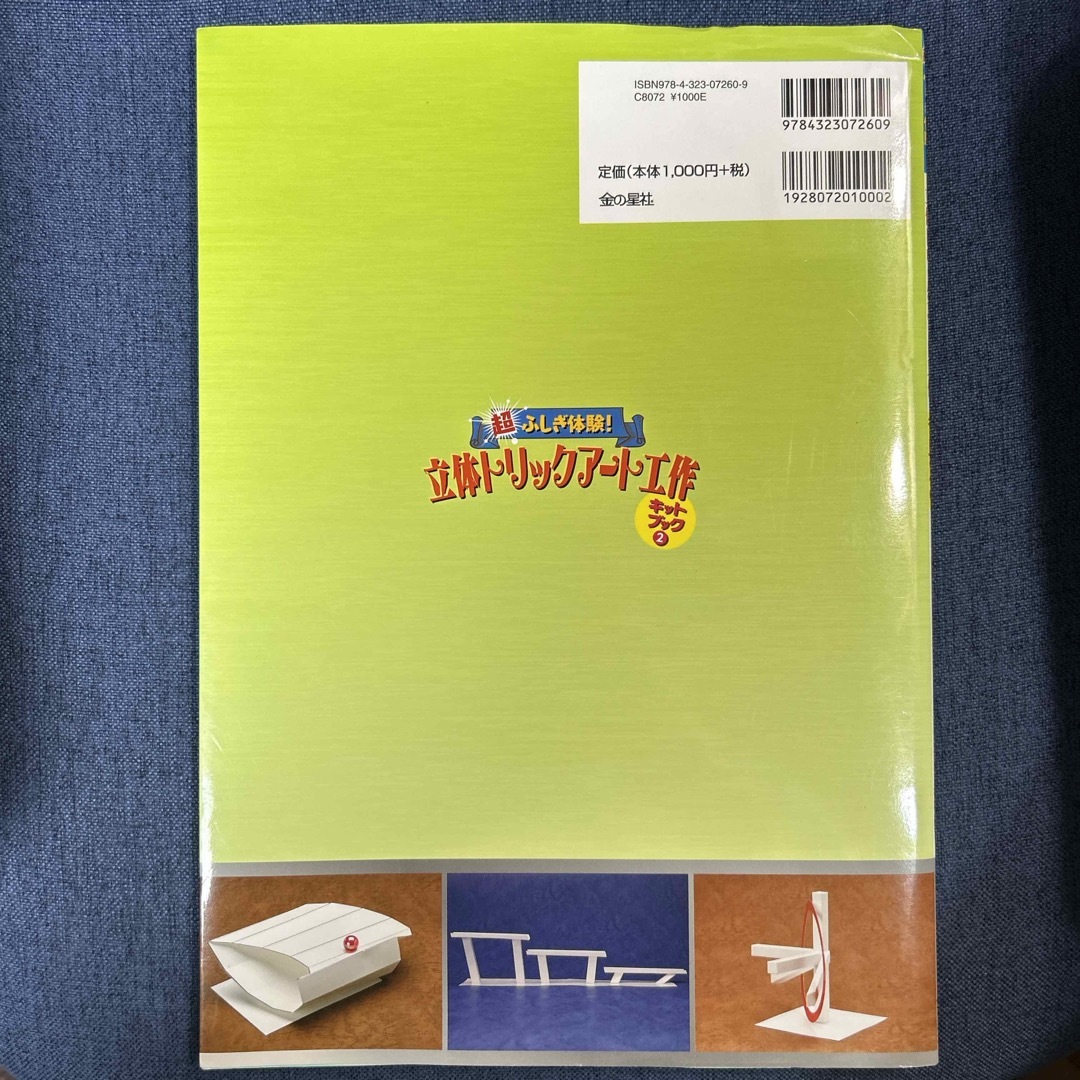 ISBN978-4-323-07260-9
C8072 ¥1000E
9784323072609
定価(本体1,000円+税)
金の星社
1928072010002
超ふしぎ体験!
立体トリックアート工作
キット
ブック
2